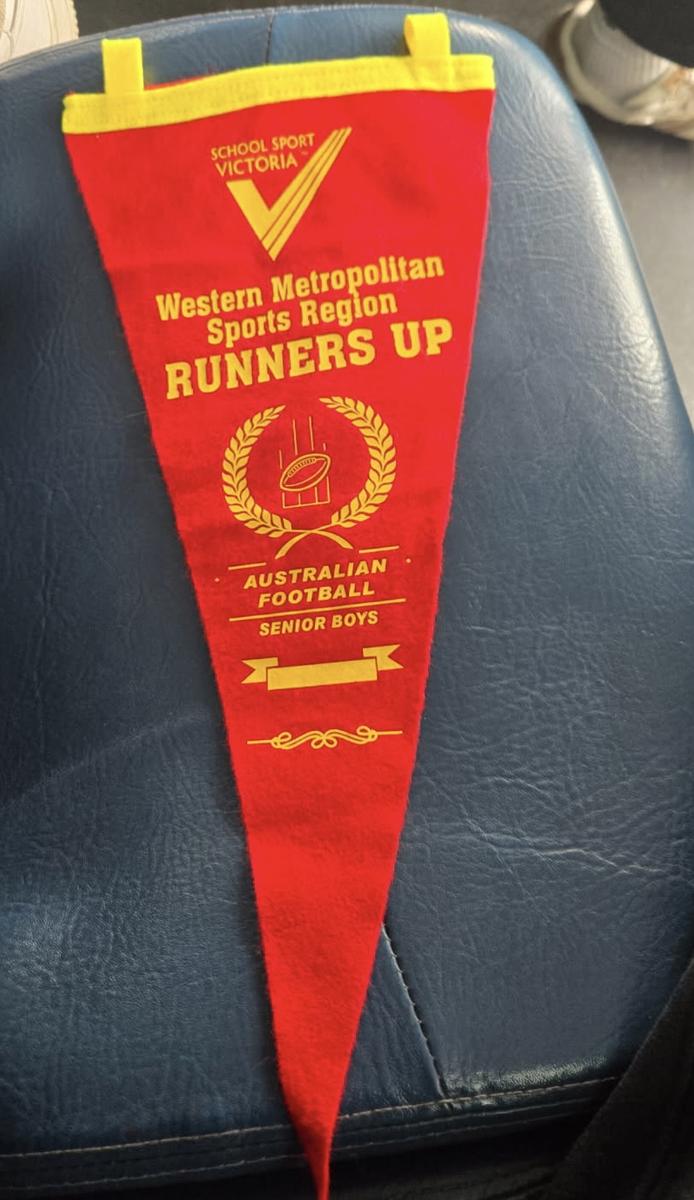 SCHOOL SPORT
VICTORIA
Western Metropolitan
Sports Region
RUNNERS UP
AUSTRALIAN
FOOTBALL
SENIOR BOYS